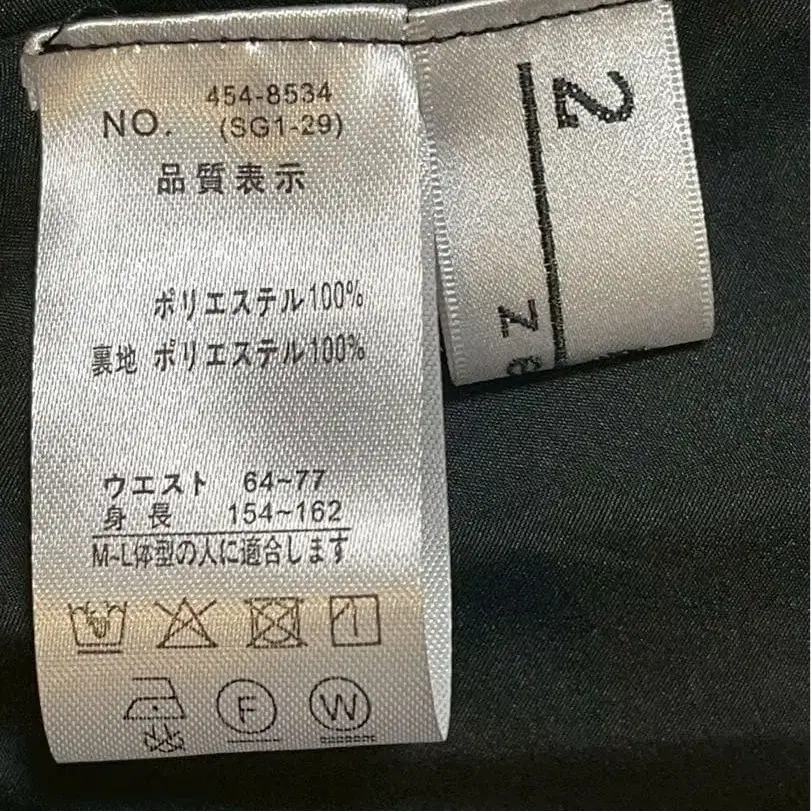 454-8534
NO. (SG1-29)
品質表示
ポリエステル100%
裏地 ポリエステル100%
ウエスト 64~77
身長 154~162
M~L体型の人に適合します
F
W
2